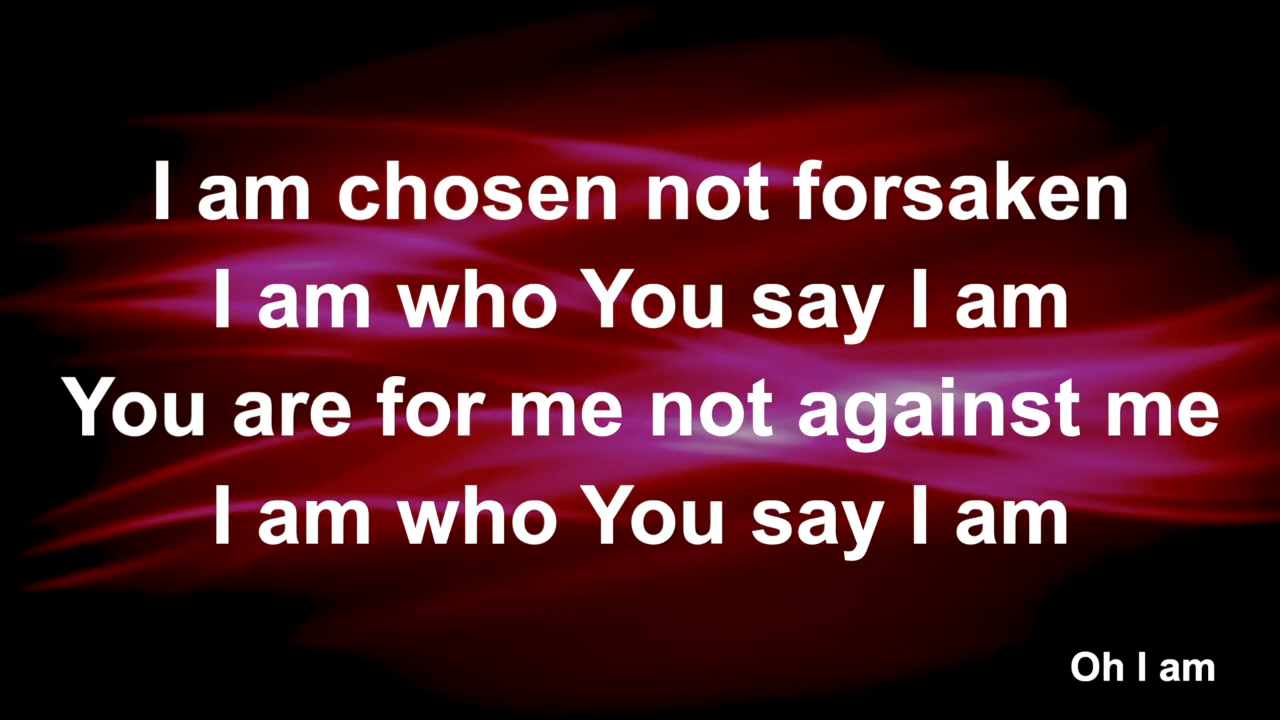 I am chosen not forsaken
I am who You say I am
You are for me not against me
I am who You say I am
Oh I am